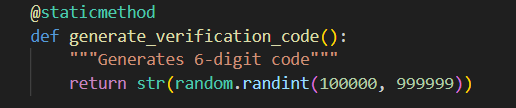 @staticmethod
def generate_verification_code():
    """Generates 6-digit code"""
    return str(random.randint(100000, 999999))